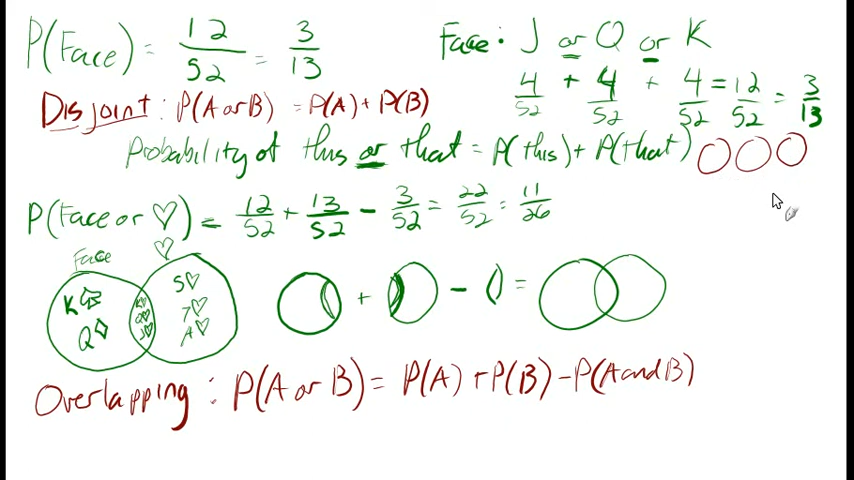 P(Face) = 12/52 = 3/13
Face: J or Q or K
4/52 + 4/52 + 4/52 = 12/52 = 3/13
Disjoint: P(A or B) = P(A) + P(B)
Probability of this or that = P(this) + P(that)
P(Face or ♡) = 12/52 + 13/52 - 3/52 = 22/52 = 11/26
Face ♡
K♤ K♡ 5♡
Q♢ Q♡ 7♡
J♡ A♡
+ - =
Overlapping: P(A or B) = P(A) + P(B) - P(A and B)